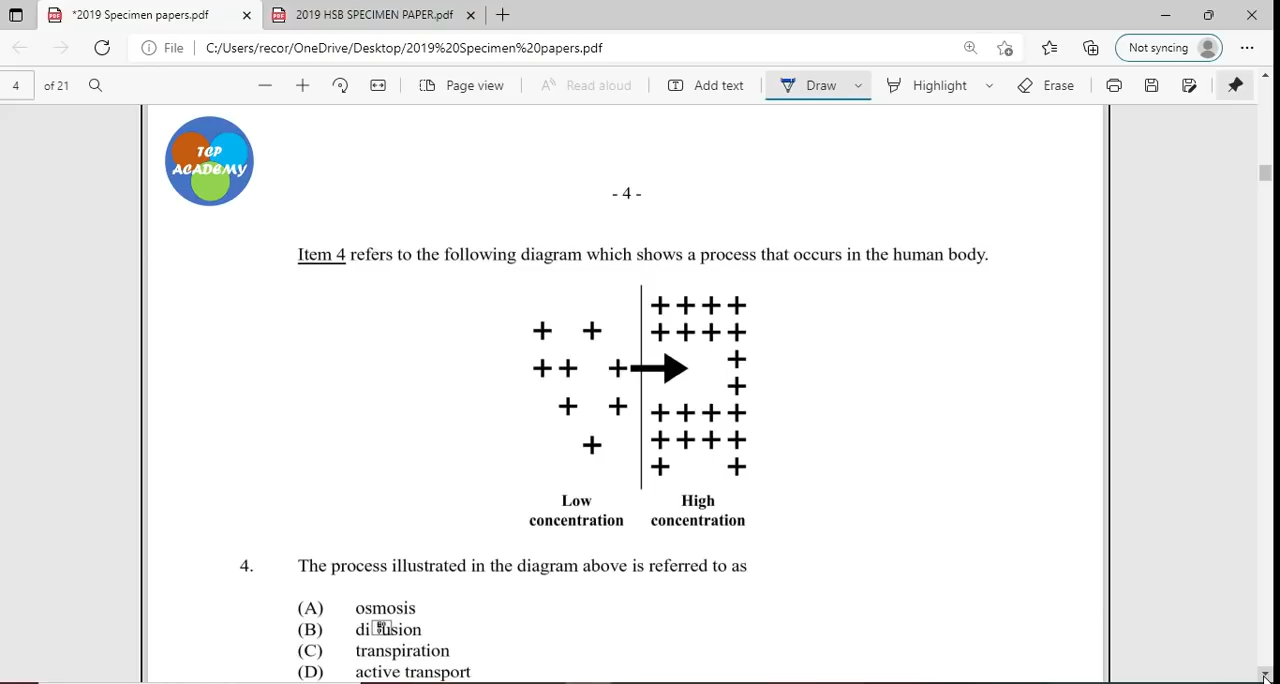 *2019 Specimen papers.pdf
2019 HSB SPECIMEN PAPER.pdf
File
C:/Users/recor/OneDrive/Desktop/2019%20Specimen%20papers.pdf
Not syncing
4
of 21
Page view
Read aloud
Add text
Draw
Highlight
Erase
TCP
ACADEMY
- 4 -
Item 4 refers to the following diagram which shows a process that occurs in the human body.
+ + + +
+ + + + + +
+
+ + +
+
+ + + + + +
+ + + + +
+ +
Low High
concentration concentration
4. The process illustrated in the diagram above is referred to as
(A) osmosis
(B)
(C) transpiration
(D) active transport